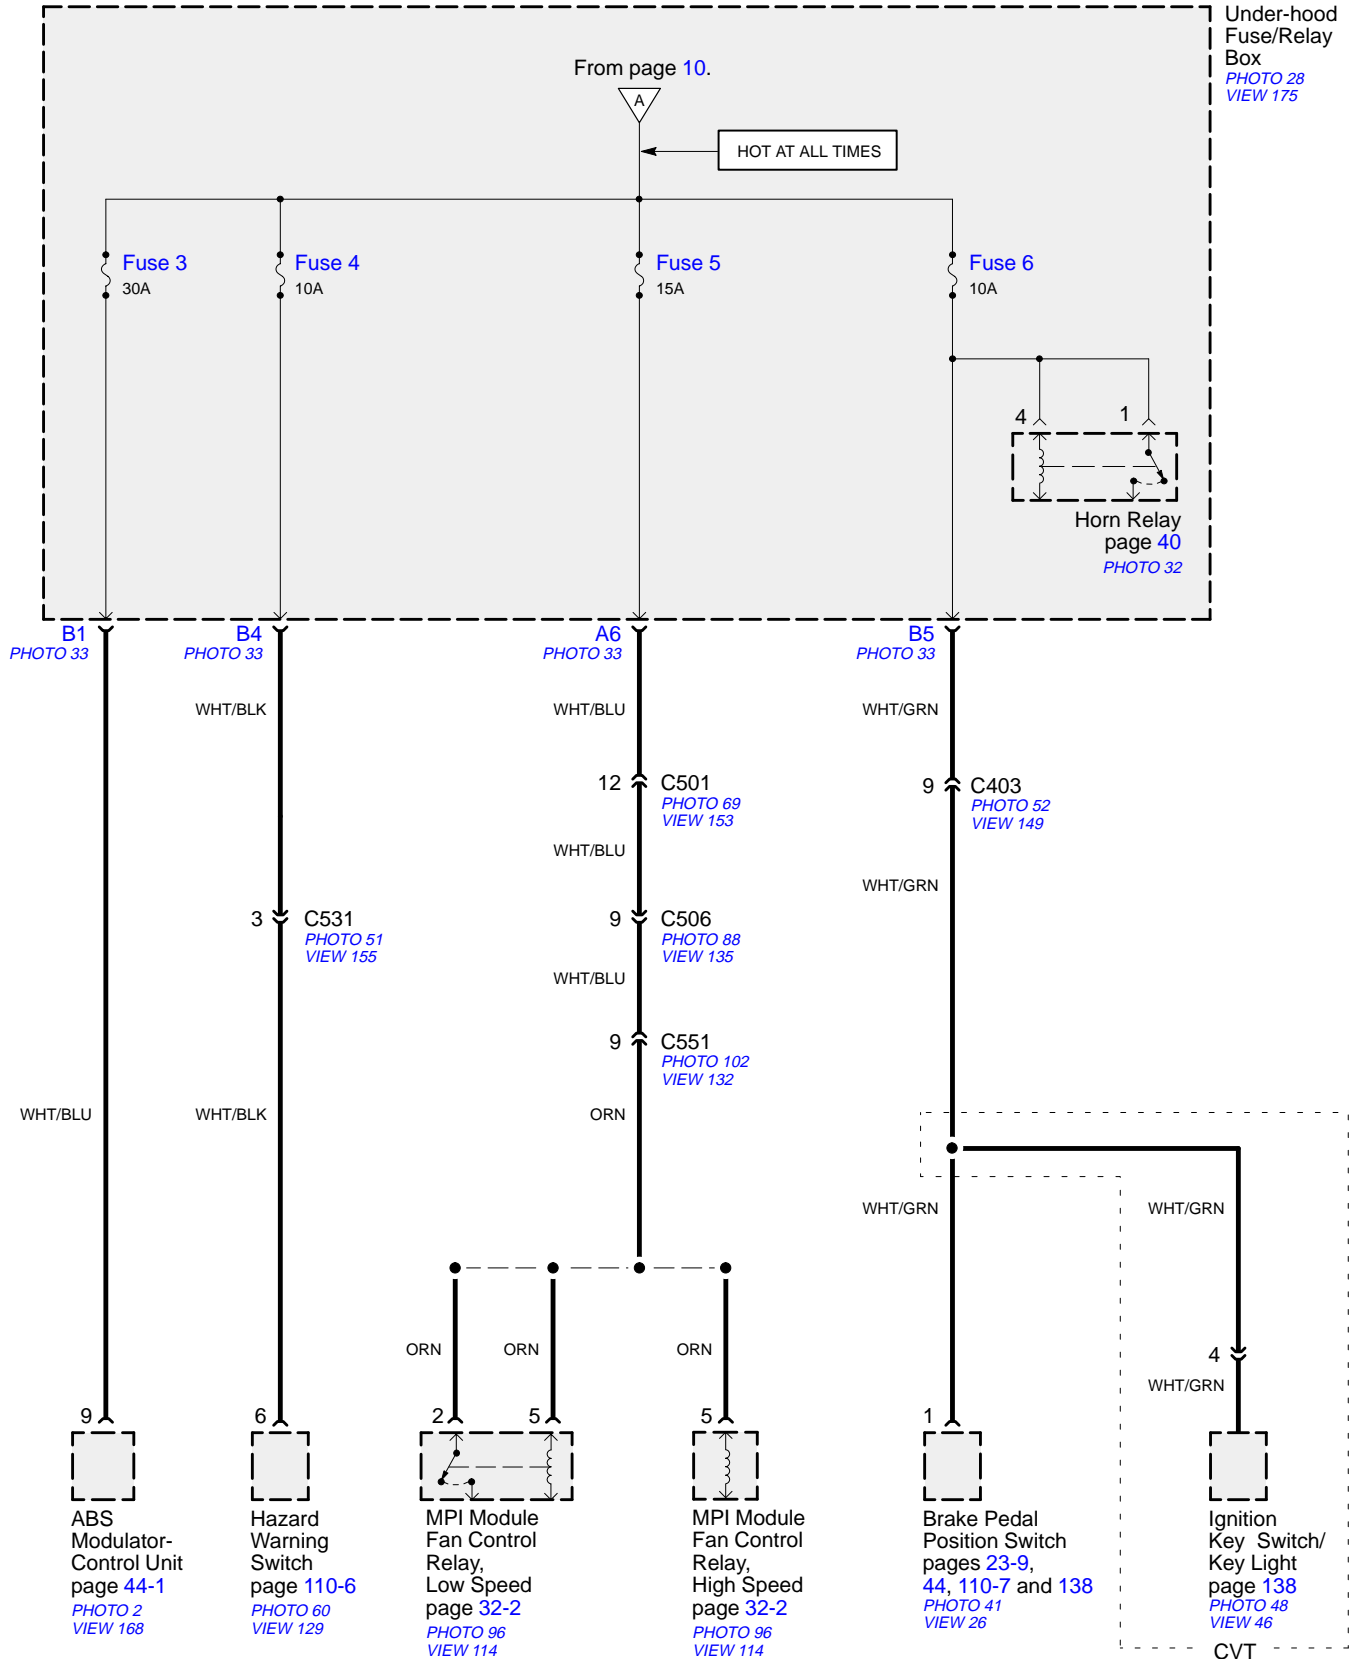 Under-hood
Fuse/Relay
Box
PHOTO 28
VIEW 175
From page 10.
A
HOT AT ALL TIMES
Fuse 3
30A
Fuse 4
10A
Fuse 5
15A
Fuse 6
10A
4
1
Horn Relay
page 40
PHOTO 32
B1
PHOTO 33
B4
PHOTO 33
A6
PHOTO 33
B5
PHOTO 33
WHT/BLK
WHT/BLU
WHT/GRN
12
C501
PHOTO 69
VIEW 153
9
C403
PHOTO 52
VIEW 149
WHT/BLU
WHT/GRN
3
C531
PHOTO 51
VIEW 155
9
C506
PHOTO 88
VIEW 135
WHT/BLU
9
C551
PHOTO 102
VIEW 132
WHT/BLU
WHT/BLK
ORN
WHT/GRN
WHT/GRN
ORN
ORN
ORN
4
WHT/GRN
9
6
2
5
5
1
ABS
Modulator-
Control Unit
page 44-1
PHOTO 2
VIEW 168
Hazard
Warning
Switch
page 110-6
PHOTO 60
VIEW 129
MPI Module
Fan Control
Relay,
Low Speed
page 32-2
PHOTO 96
VIEW 114
MPI Module
Fan Control
Relay,
High Speed
page 32-2
PHOTO 96
VIEW 114
Brake Pedal
Position Switch
pages 23-9,
44, 110-7 and 138
PHOTO 41
VIEW 26
Ignition
Key Switch/
Key Light
page 138
PHOTO 48
VIEW 46
CVT